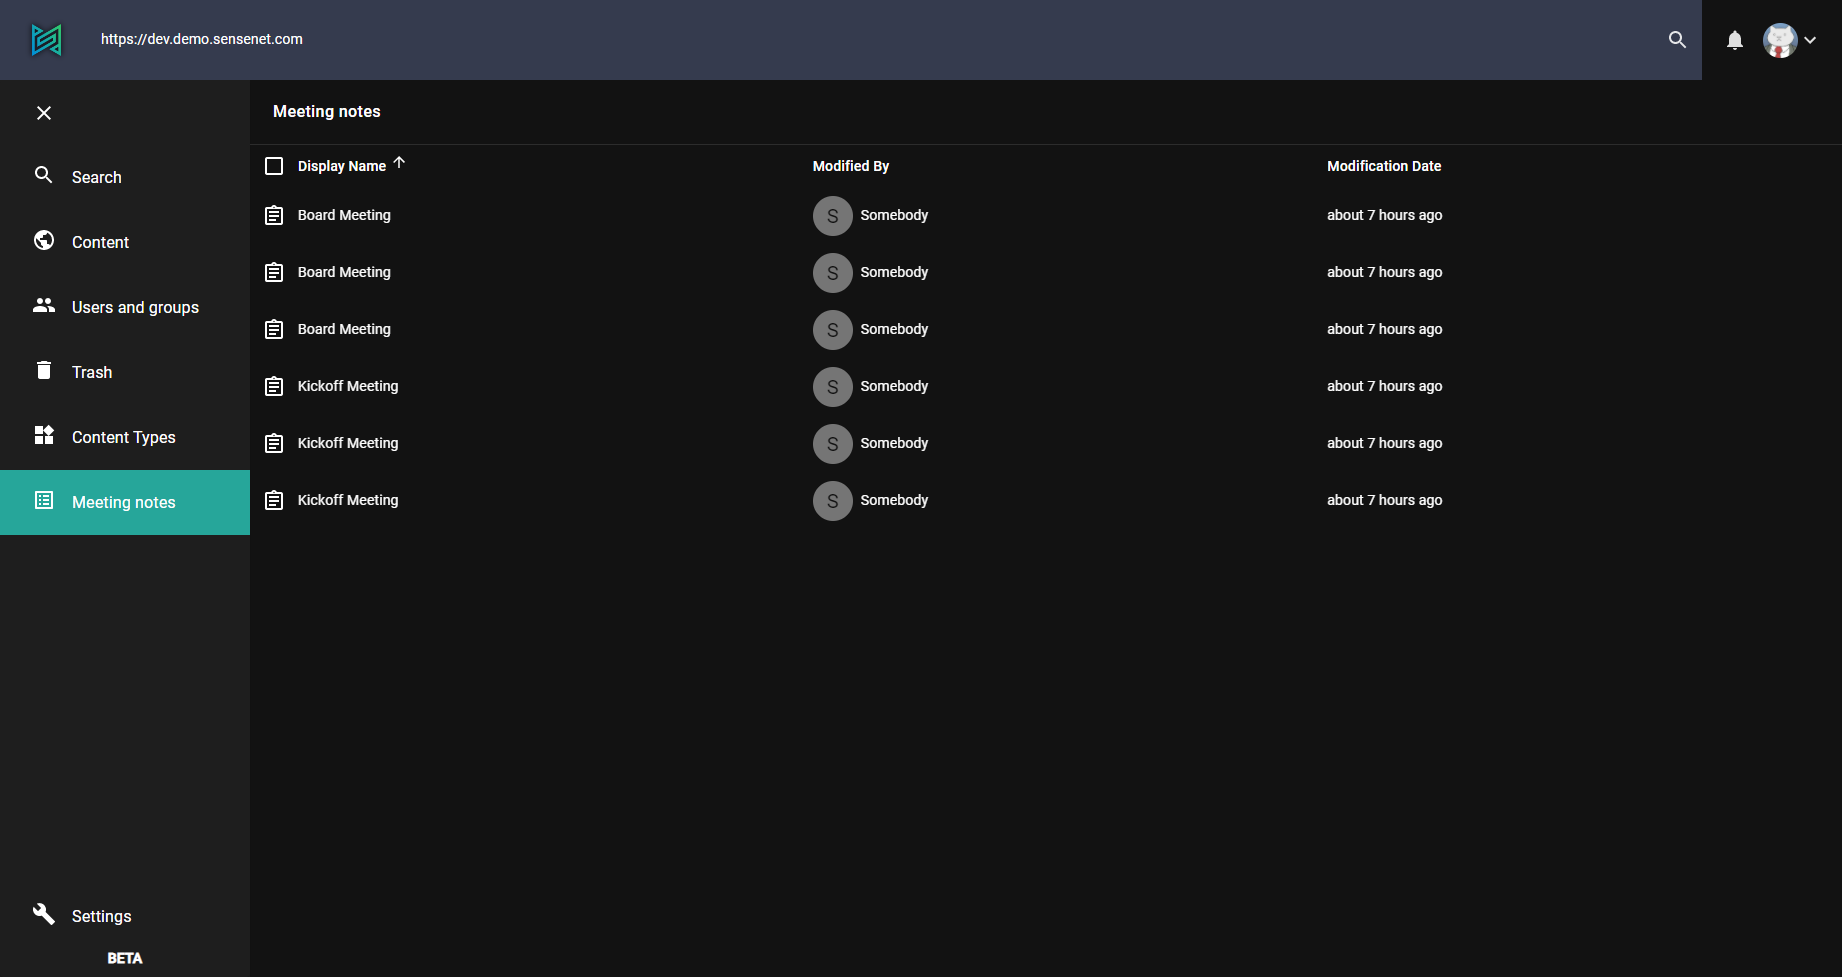 https://dev.demo.sensenet.com
Meeting notes
Search
Content
Users and groups
Trash
Content Types
Meeting notes
Settings
BETA
Display Name Modified By Modification Date
Board Meeting S Somebody about 7 hours ago
Board Meeting S Somebody about 7 hours ago
Board Meeting S Somebody about 7 hours ago
Kickoff Meeting S Somebody about 7 hours ago
Kickoff Meeting S Somebody about 7 hours ago
Kickoff Meeting S Somebody about 7 hours ago